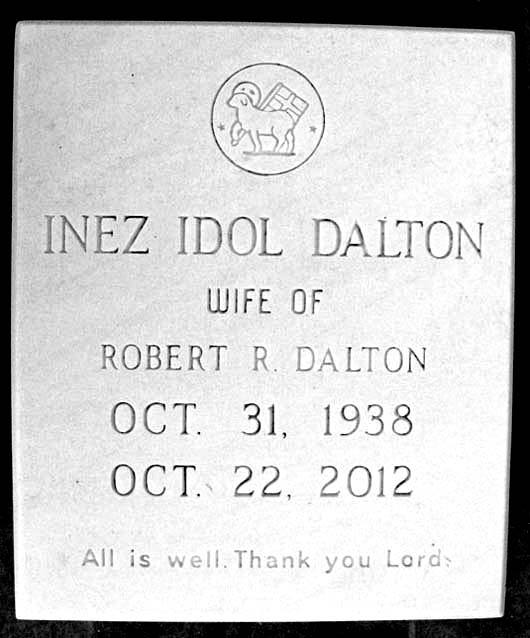 INEZ IDOL DALTON
WIFE OF
ROBERT R. DALTON
OCT. 31, 1938
OCT. 22, 2012
All is well. Thank you Lord.